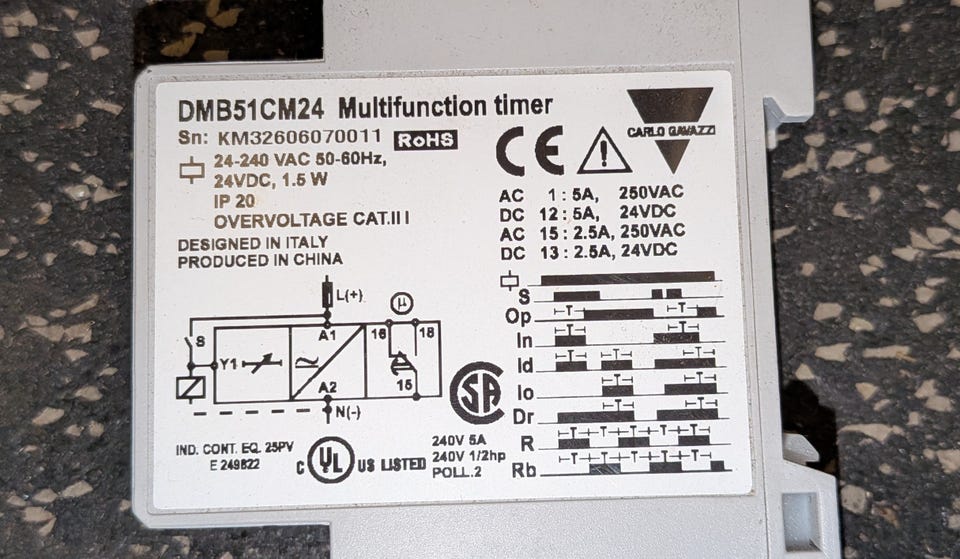 DMB51CM24 Multifunction timer
Sn: KM32606070011 RoHS
24-240 VAC 50-60Hz,
24VDC, 1.5 W
IP 20
OVERVOLTAGE CAT.III
DESIGNED IN ITALY
PRODUCED IN CHINA
CE
CARLO GAVAZZI
AC 1 : 5A, 250VAC
DC 12 : 5A, 24VDC
AC 15 : 2.5A, 250VAC
DC 13 : 2.5A, 24VDC
L(+)
μ
S
A1
16
18
Y1
A2
15
N(-)
S
Op T T
In T T
Id T T T
Io T T
Dr T T
R T T T T T
Rb T T T T T
SA
IND. CONT. EQ. 25PV
E 249822
C UL US LISTED
240V 5A
240V 1/2hp
POLL.2